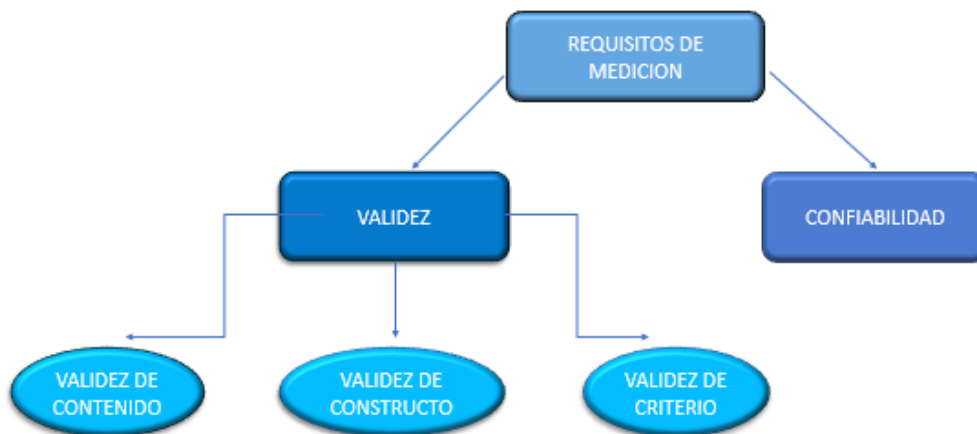 REQUISITOS DE
MEDICION
VALIDEZ
CONFIABILIDAD
VALIDEZ DE
CONTENIDO
VALIDEZ DE
CONSTRUCTO
VALIDEZ DE
CRITERIO